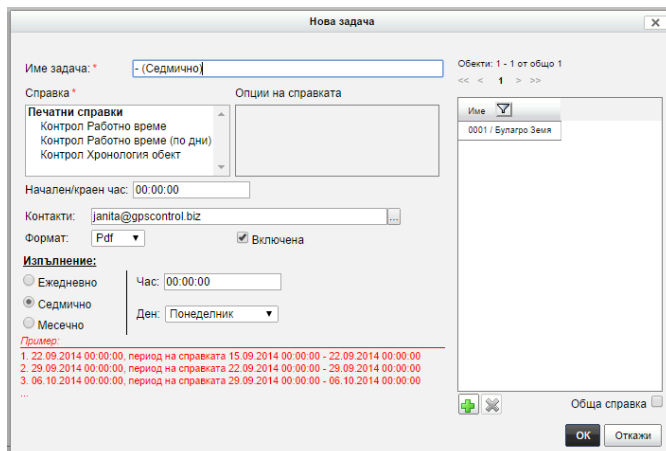 Нова задача
Име задача: * - (Седмично)
Справка *
Опции на справката
Печатни справки
Контрол Работно време
Контрол Работно време (по дни)
Контрол Хронология обект
Начален/краен час: 00:00:00
Контакти: janita@gpscontrol.biz ...
Формат: Pdf Включена
Изпълнение:
Ежедневно
Седмично
Месечно
Час: 00:00:00
Ден: Понеделник
Пример:
1. 22.09.2014 00:00:00, период на справката 15.09.2014 00:00:00 - 22.09.2014 00:00:00
2. 29.09.2014 00:00:00, период на справката 22.09.2014 00:00:00 - 29.09.2014 00:00:00
3. 06.10.2014 00:00:00, период на справката 29.09.2014 00:00:00 - 06.10.2014 00:00:00
...
Обекти: 1 - 1 от общо 1
<< < 1 > >>
Име
0001 / Булагро Земя
Обща справка
OK Откажи